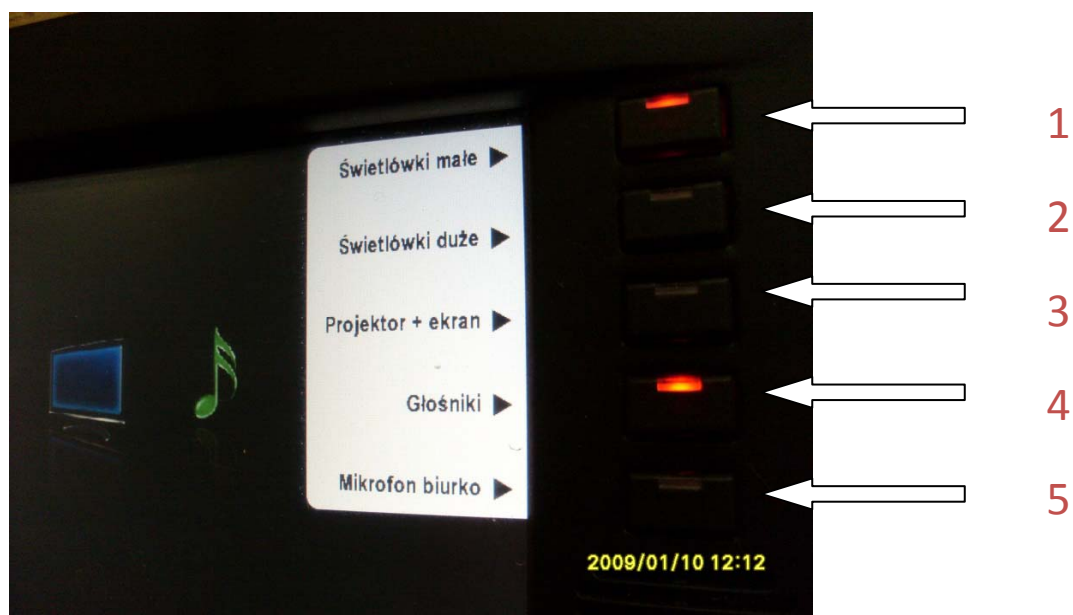 Świetlówki małe
1
Świetlówki duże
2
Projektor + ekran
3
Głośniki
4
Mikrofon biurko
5
2009/01/10 12:12